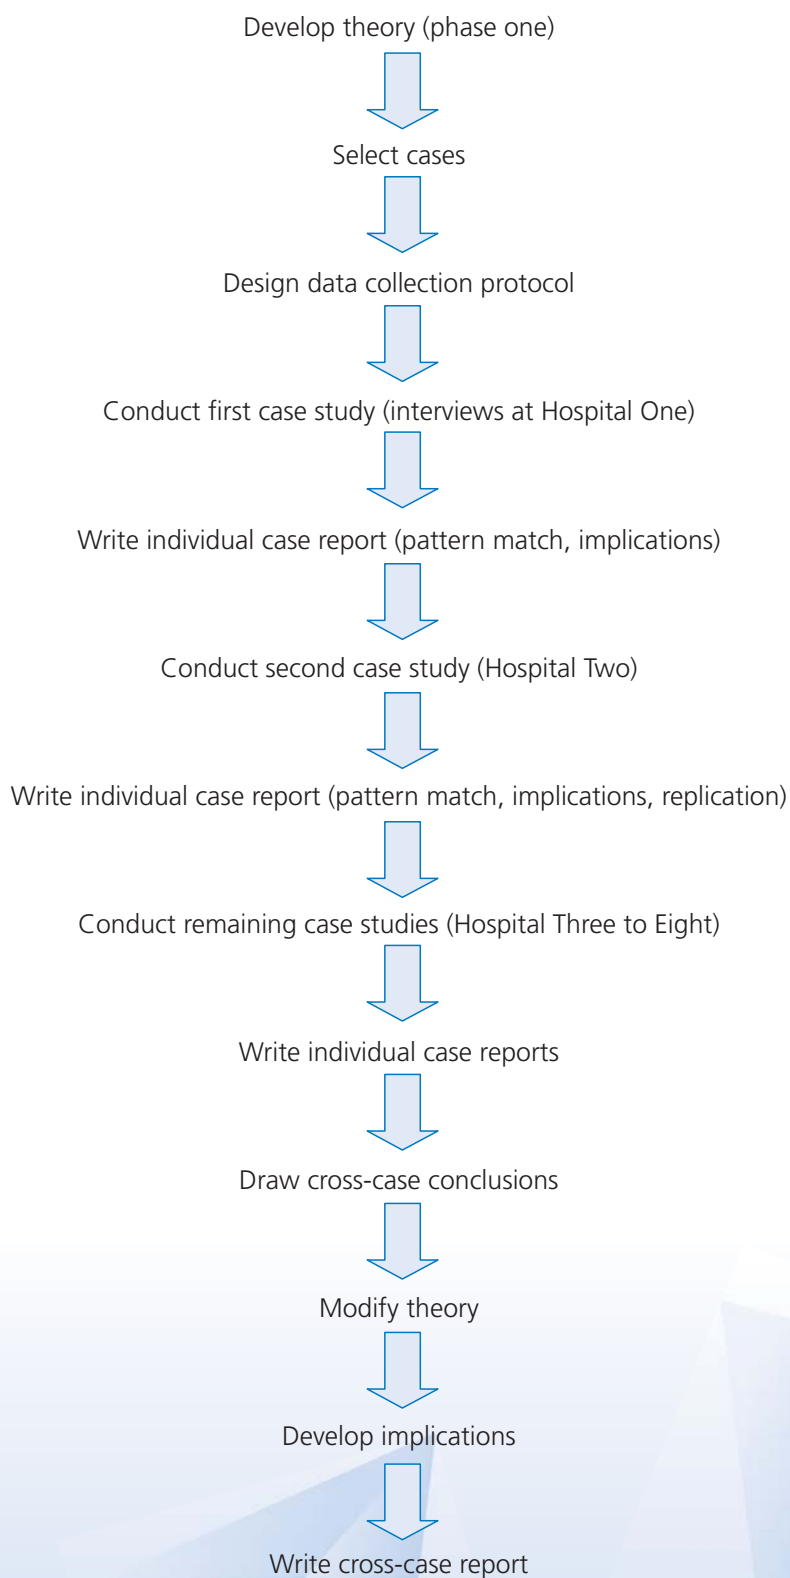 Develop theory (phase one)
Select cases
Design data collection protocol
Conduct first case study (interviews at Hospital One)
Write individual case report (pattern match, implications)
Conduct second case study (Hospital Two)
Write individual case report (pattern match, implications, replication)
Conduct remaining case studies (Hospital Three to Eight)
Write individual case reports
Draw cross-case conclusions
Modify theory
Develop implications
Write cross-case report